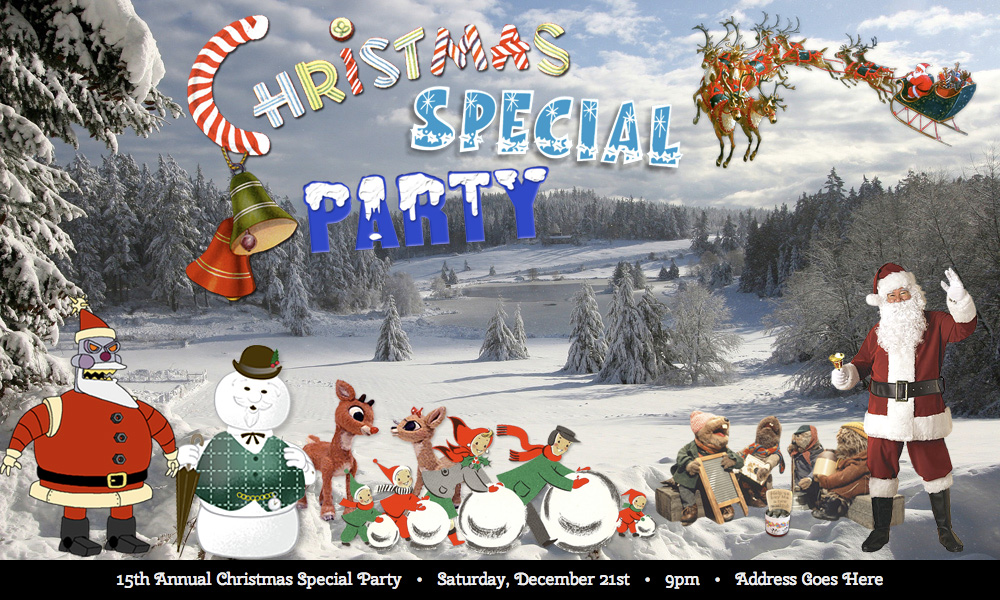 Christmas
Special
Party
15th Annual Christmas Special Party • Saturday, December 21st • 9pm • Address Goes Here